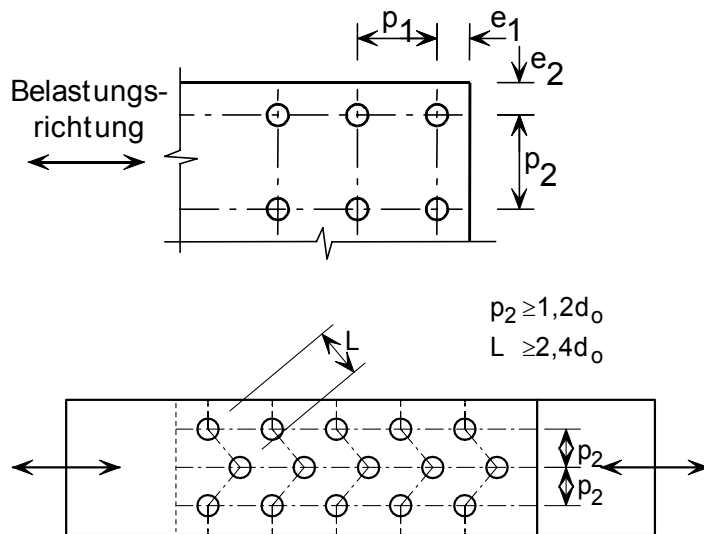 p1
e1
e2
Belastungs-
richtung
p2
p2 ≥1,2do
L ≥2,4do
L
p2
p2